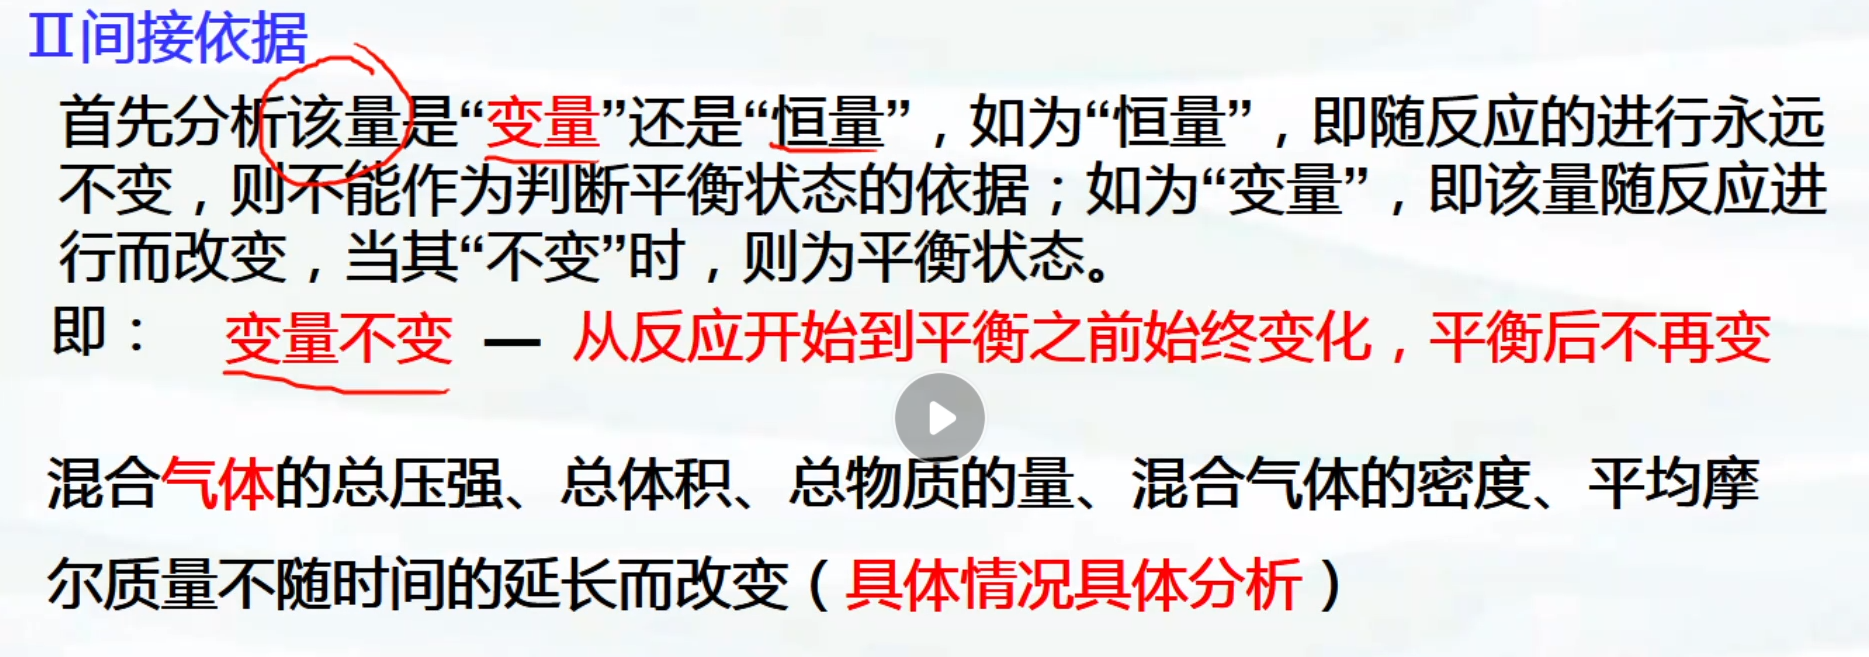 Ⅱ间接依据
首先分析该量是“变量”还是“恒量”，如为“恒量”，即随反应的进行永远
不变，则不能作为判断平衡状态的依据；如为“变量”，即该量随反应进
行而改变，当其“不变”时，则为平衡状态。
即： 变量不变 — 从反应开始到平衡之前始终变化，平衡后不再变
混合气体的总压强、总体积、总物质的量、混合气体的密度、平均摩
尔质量不随时间的延长而改变（具体情况具体分析）